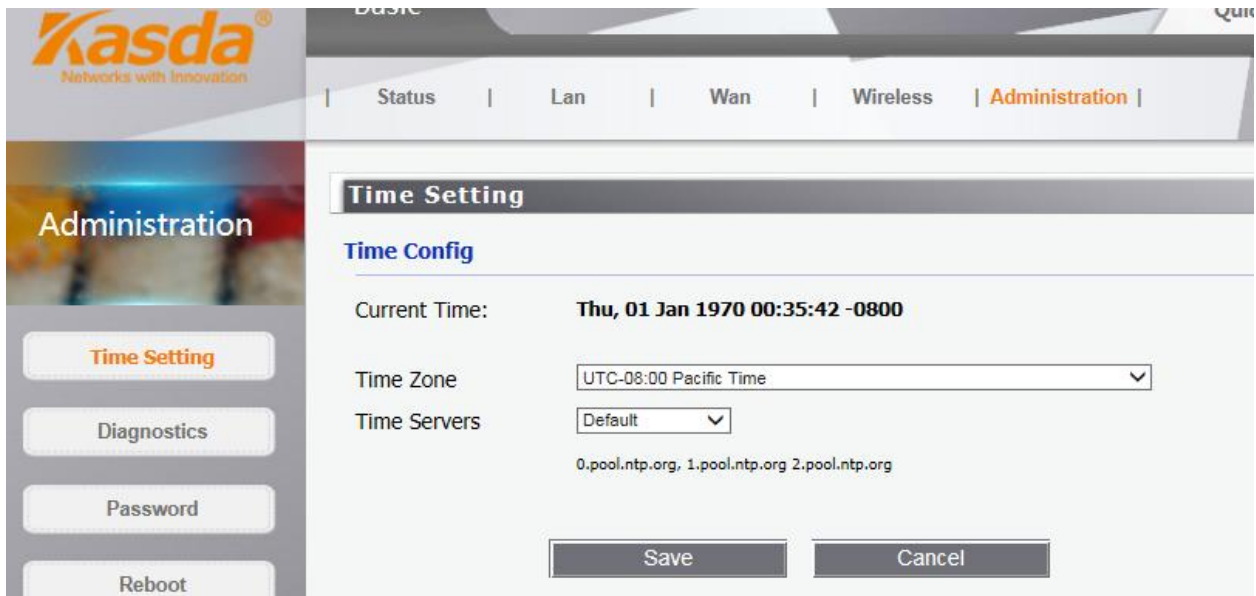 Kasda®
Networks with Innovation
Basic
| Status | Lan | Wan | Wireless | Administration |
Administration
Time Setting
Diagnostics
Password
Reboot
Time Setting
Time Config
Current Time: Thu, 01 Jan 1970 00:35:42 -0800
Time Zone UTC-08:00 Pacific Time
Time Servers Default
0.pool.ntp.org, 1.pool.ntp.org 2.pool.ntp.org
Save Cancel